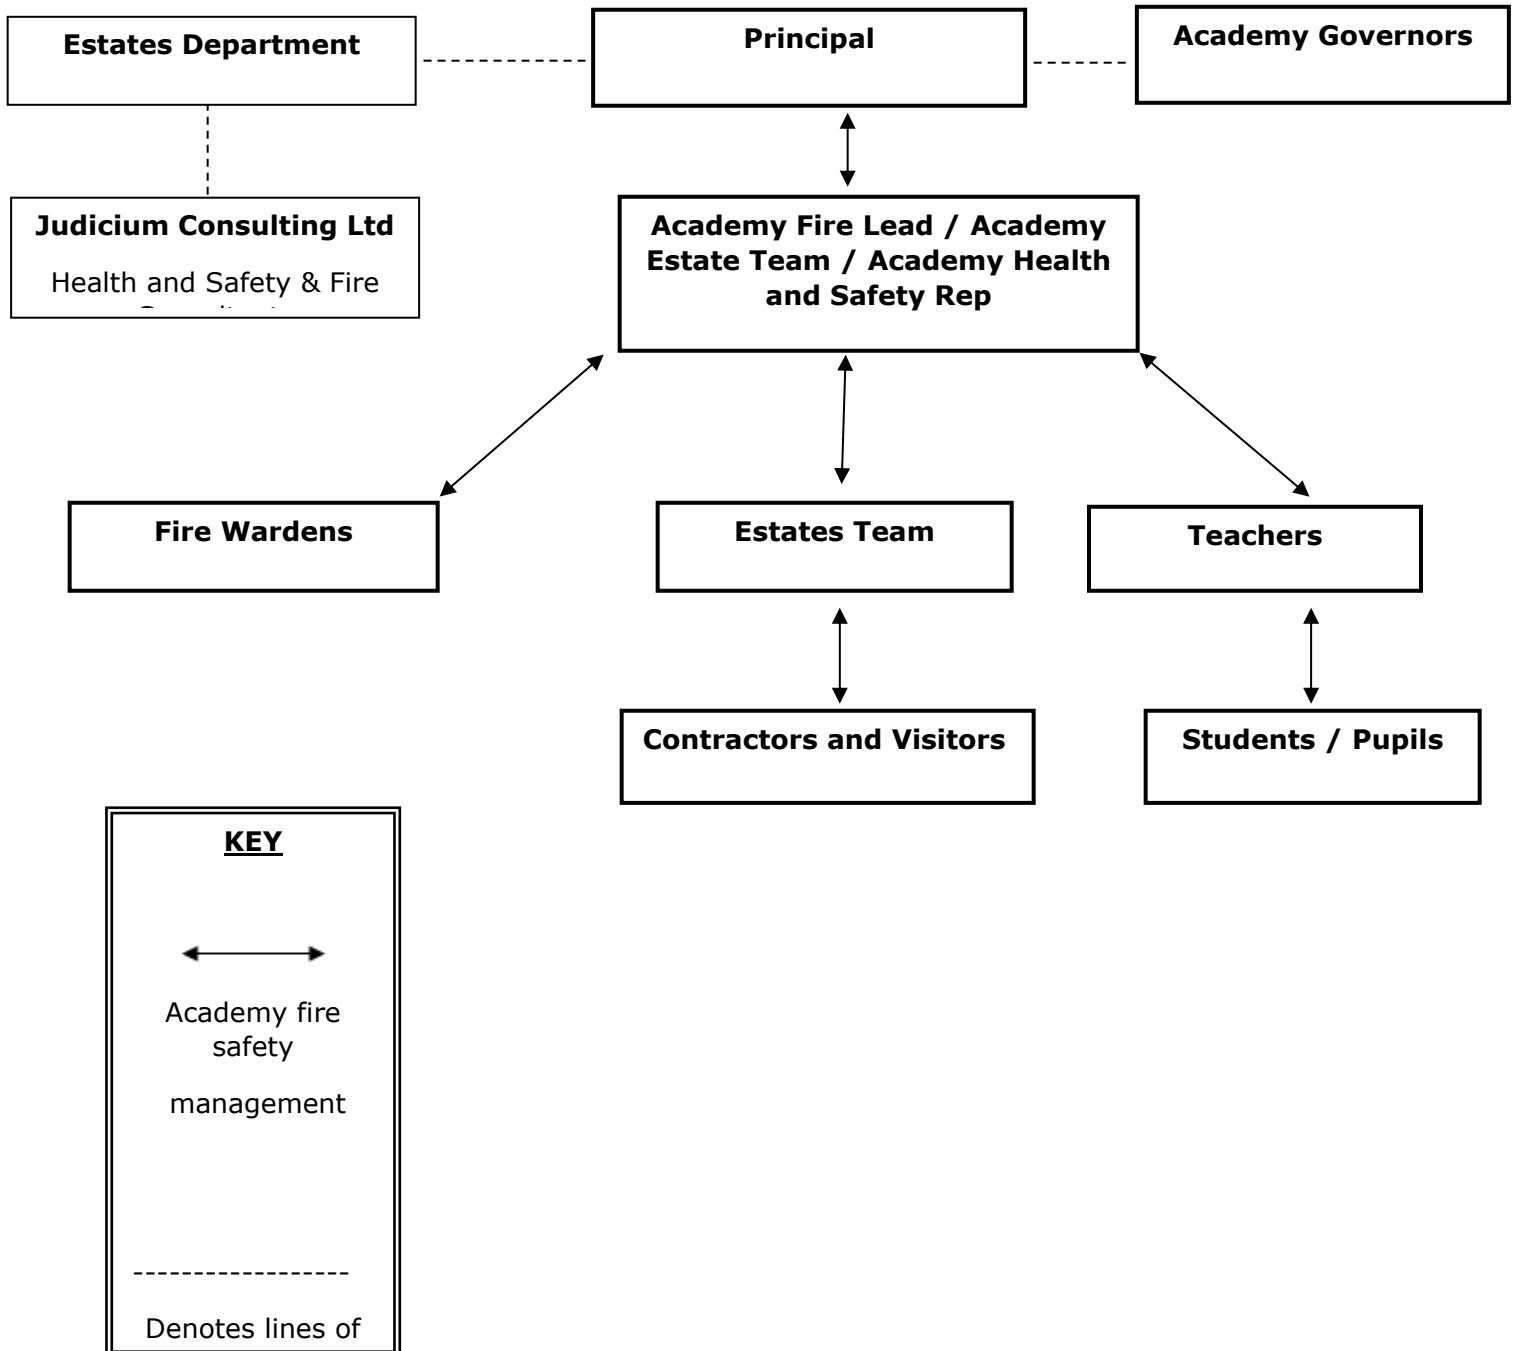 Estates Department
Principal
Academy Governors
Judicium Consulting Ltd
Health and Safety & Fire
Academy Fire Lead / Academy
Estate Team / Academy Health
and Safety Rep
Fire Wardens
Estates Team
Teachers
Contractors and Visitors
Students / Pupils
KEY
Academy fire
safety
management
Denotes lines of